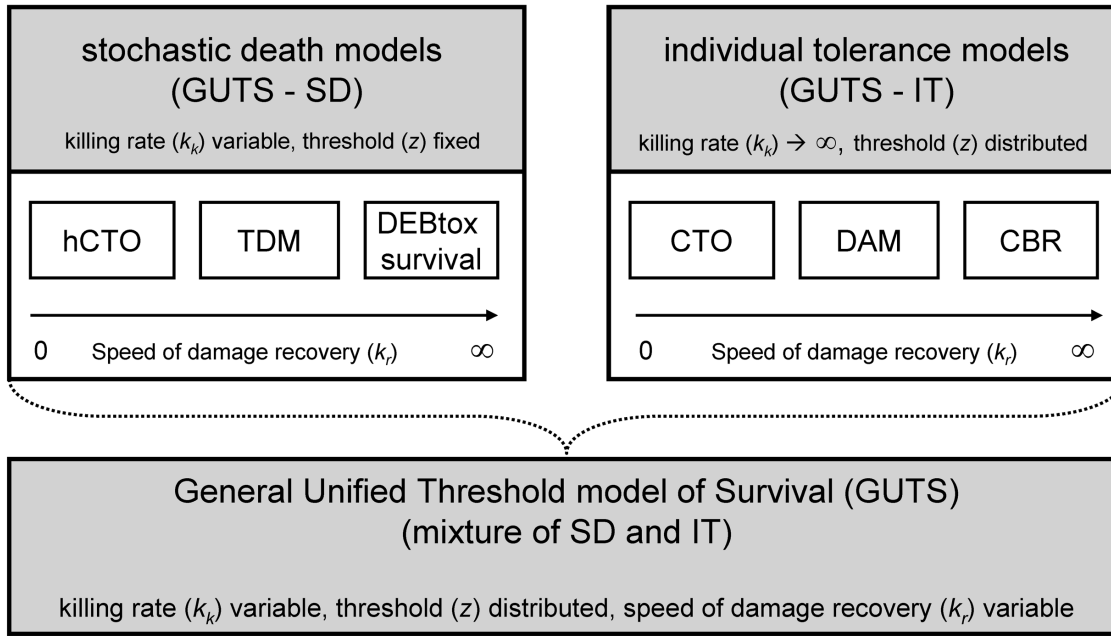 stochastic death models
(GUTS - SD)
killing rate (kk) variable, threshold (z) fixed
hCTO
TDM
DEBtox
survival
0 Speed of damage recovery (kr) ∞
individual tolerance models
(GUTS - IT)
killing rate (kk) → ∞, threshold (z) distributed
CTO
DAM
CBR
0 Speed of damage recovery (kr) ∞
General Unified Threshold model of Survival (GUTS)
(mixture of SD and IT)
killing rate (kk) variable, threshold (z) distributed, speed of damage recovery (kr) variable